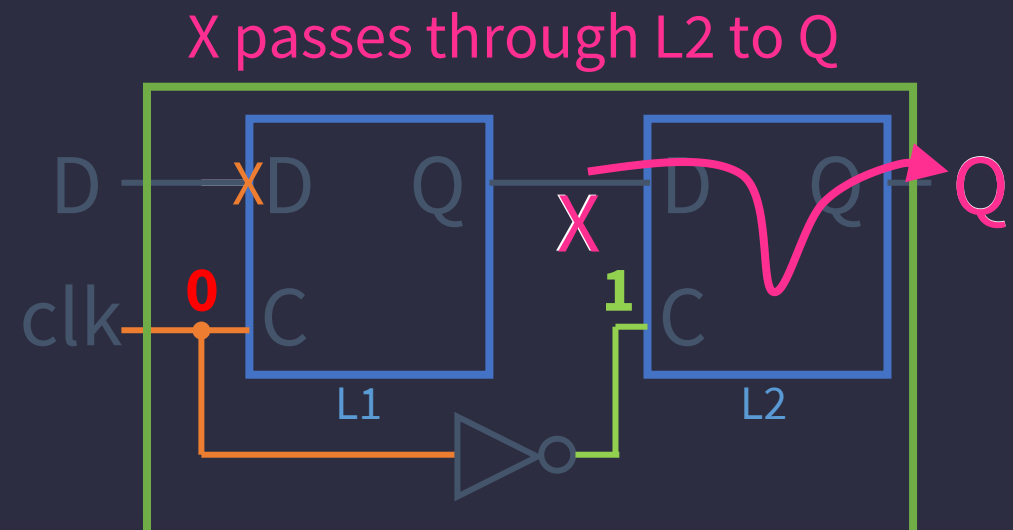 X passes through L2 to Q
D
X
D
Q
X
D
Q
Q
clk
0
C
1
C
L1
L2